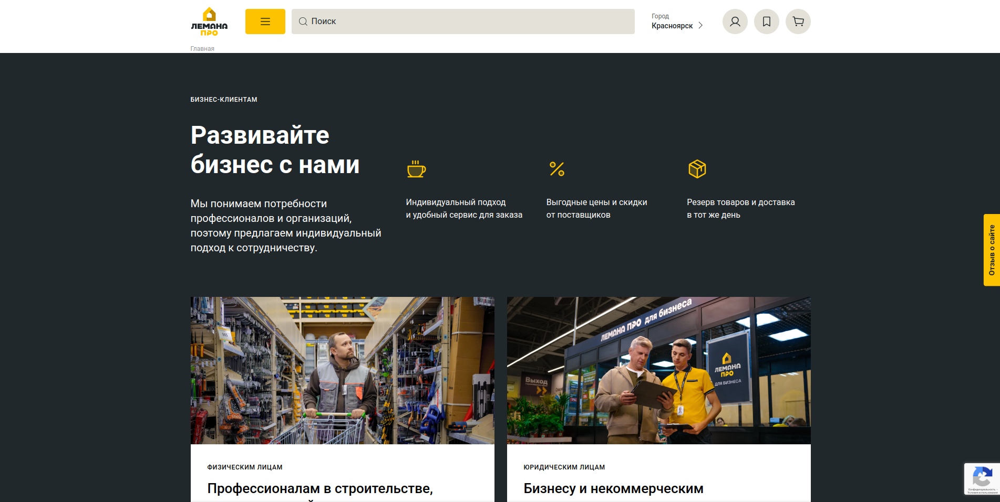 ЛЕМАНА
ПРО
Поиск
Город
Красноярск
Главная
БИЗНЕС-КЛИЕНТАМ
Развивайте
бизнес с нами
Мы понимаем потребности
профессионалов и организаций,
поэтому предлагаем индивидуальный
подход к сотрудничеству.
Индивидуальный подход
и удобный сервис для заказа
Выгодные цены и скидки
от поставщиков
Резерв товаров и доставка
в тот же день
Отзыв о сайте
985
ЛЕМАНА ПРО для бизнеса
Выход
ЛЕМАНА
ПРО
ДЛЯ БИЗНЕСА
ФИЗИЧЕСКИМ ЛИЦАМ
Профессионалам в строительстве,
ЮРИДИЧЕСКИМ ЛИЦАМ
Бизнесу и некоммерческим
Конфиденциальность -
Условия использования